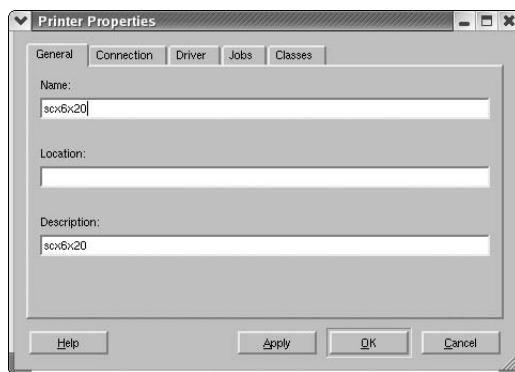 Printer Properties
General Connection Driver Jobs Classes
Name:
scx6x20
Location:
Description:
scx6x20
Help Apply OK Cancel